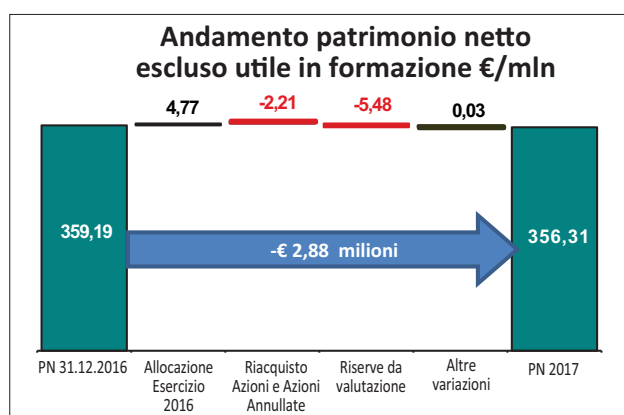 Andamento patrimonio netto
escluso utile in formazione €/mln
4,77
-2,21
-5,48
0,03
359,19
-€ 2,88 milioni
356,31
PN 31.12.2016
Allocazione
Esercizio
2016
Riacquisto
Azioni e Azioni
Annullate
Riserve da
valutazione
Altre
variazioni
PN 2017